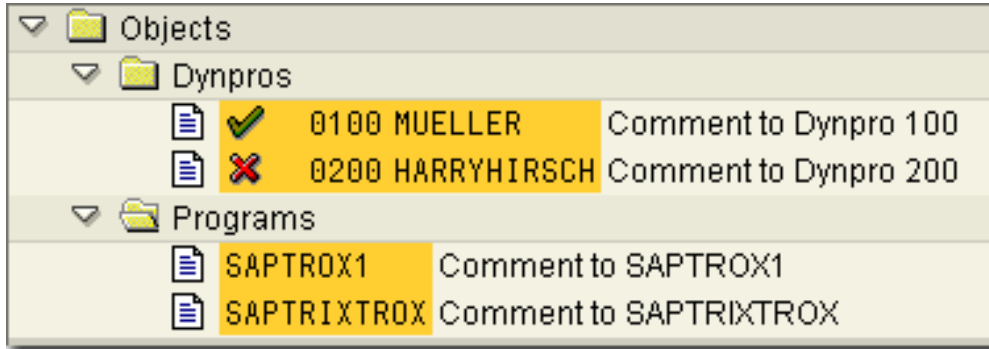 Objects
Dynpros
0100 MUELLER Comment to Dynpro 100
0200 HARRYHIRSCH Comment to Dynpro 200
Programs
SAPTROX1 Comment to SAPTROX1
SAPTRIXTROX Comment to SAPTRIXTROX